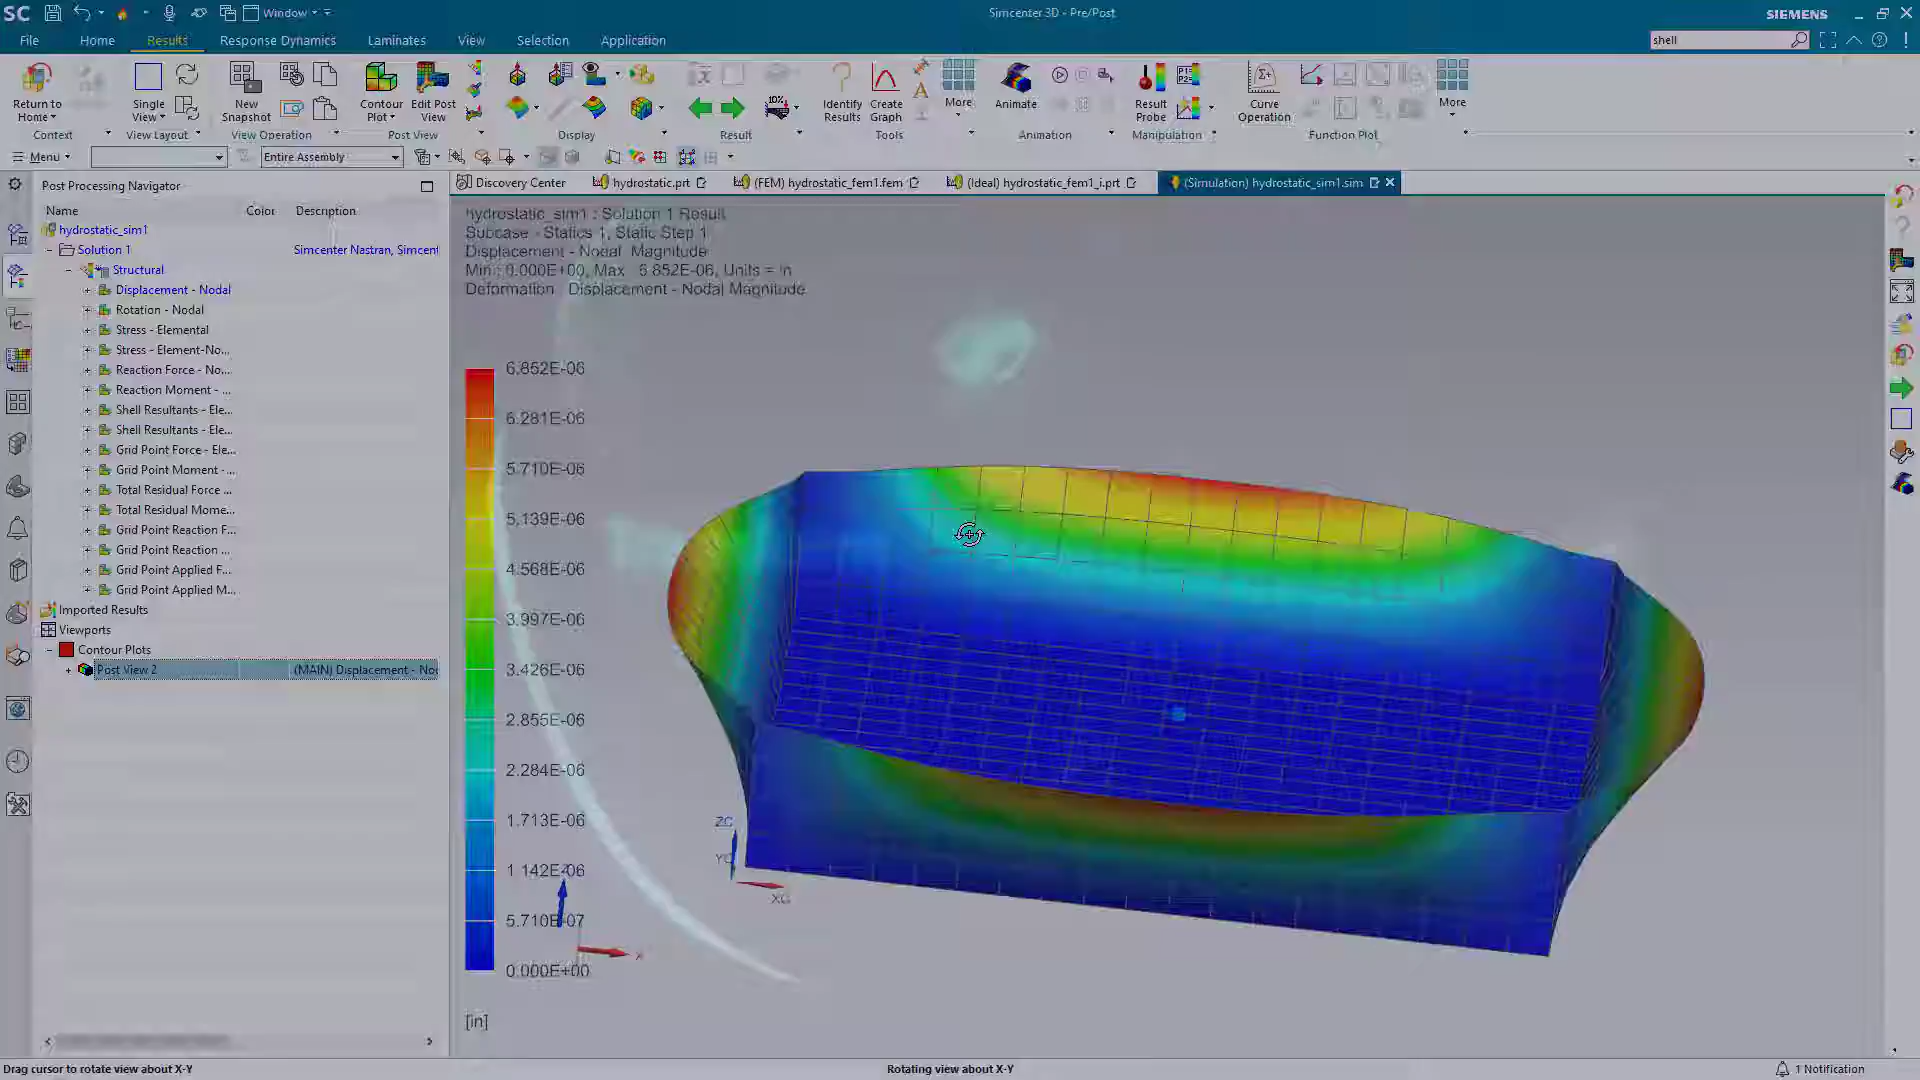 SC
Window
Simcenter 3D - Pre/Post
SIEMENS
File
Home
Results
Response Dynamics
Laminates
View
Selection
Application
shell
Return to Home
Single View
New Snapshot
Contour Plot
Edit Post View
10%
Identify Results
Create Graph
More
Animate
Result Probe
Curve Operation
More
Context
View Layout
View Operation
Post View
Display
Result
Tools
Animation
Manipulation
Function Plot
Menu
Entire Assembly
Post Processing Navigator
Discovery Center
hydrostatic.prt
(FEM) hydrostatic_fem1.fem
(Ideal) hydrostatic_fem1_i.prt
(Simulation) hydrostatic_sim1.sim
Name
Color
Description
hydrostatic_sim1
Solution 1
Simcenter Nastran, Simcent
Structural
Displacement - Nodal
Rotation - Nodal
Stress - Elemental
Stress - Element-No...
Reaction Force - No...
Reaction Moment - ...
Shell Resultants - Ele...
Shell Resultants - Ele...
Grid Point Force - Ele...
Grid Point Moment - ...
Total Residual Force ...
Total Residual Mome...
Grid Point Reaction F...
Grid Point Reaction ...
Grid Point Applied F...
Grid Point Applied M...
Imported Results
Viewports
Contour Plots
Post View 2
(MAIN) Displacement - No
hydrostatic_sim1 : Solution 1 Result
Subcase - Statics 1, Static Step 1
Displacement - Nodal, Magnitude
Min : 0.000E+00, Max : 6.852E-06, Units = in
Deformation : Displacement - Nodal Magnitude
6.852E-06
6.281E-06
5.710E-06
5.139E-06
4.568E-06
3.997E-06
3.426E-06
2.855E-06
2.284E-06
1.713E-06
1.142E-06
5.710E-07
0.000E+00
[in]
ZC
YC
XC
X
Drag cursor to rotate view about X-Y
Rotating view about X-Y
1 Notification